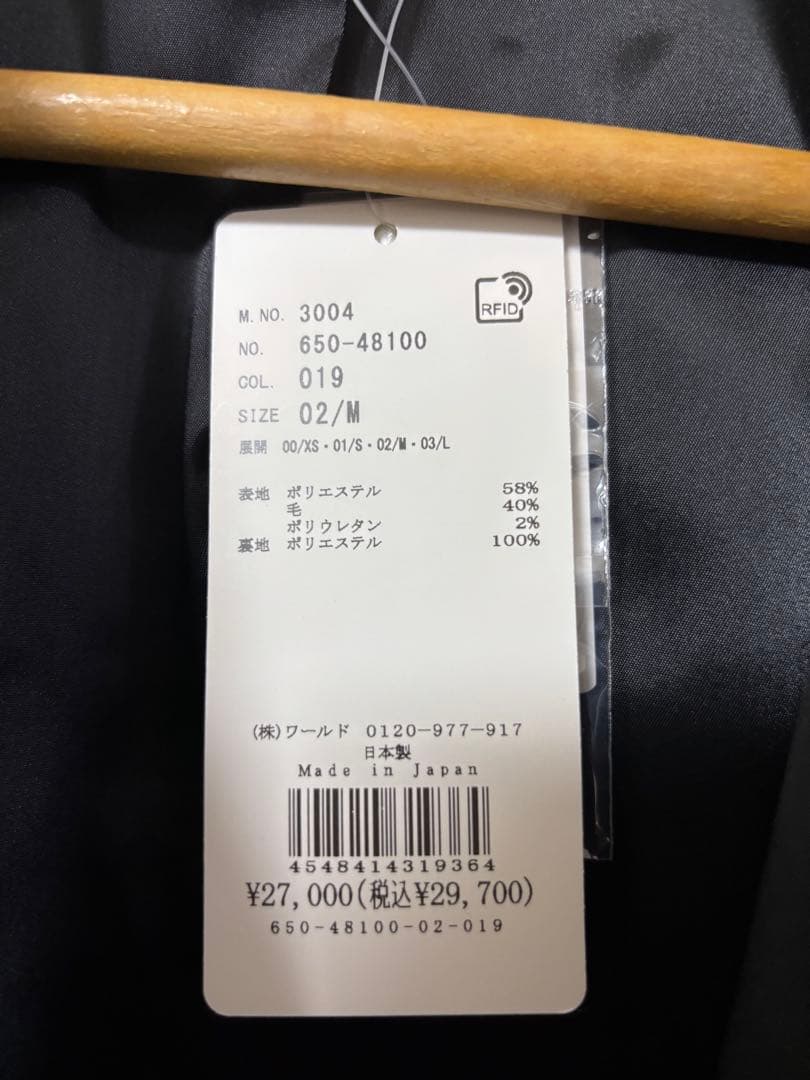 RFID
M.NO. 3004
NO. 650-48100
COL. 019
SIZE 02/M
展開 00/XS・01/S・02/M・03/L
表地 ポリエステル 58%
毛 40%
ポリウレタン 2%
裏地 ポリエステル 100%
(株)ワールド 0120-977-917
日本製
Made in Japan
4548414319364
¥27,000(税込¥29,700)
650-48100-02-019